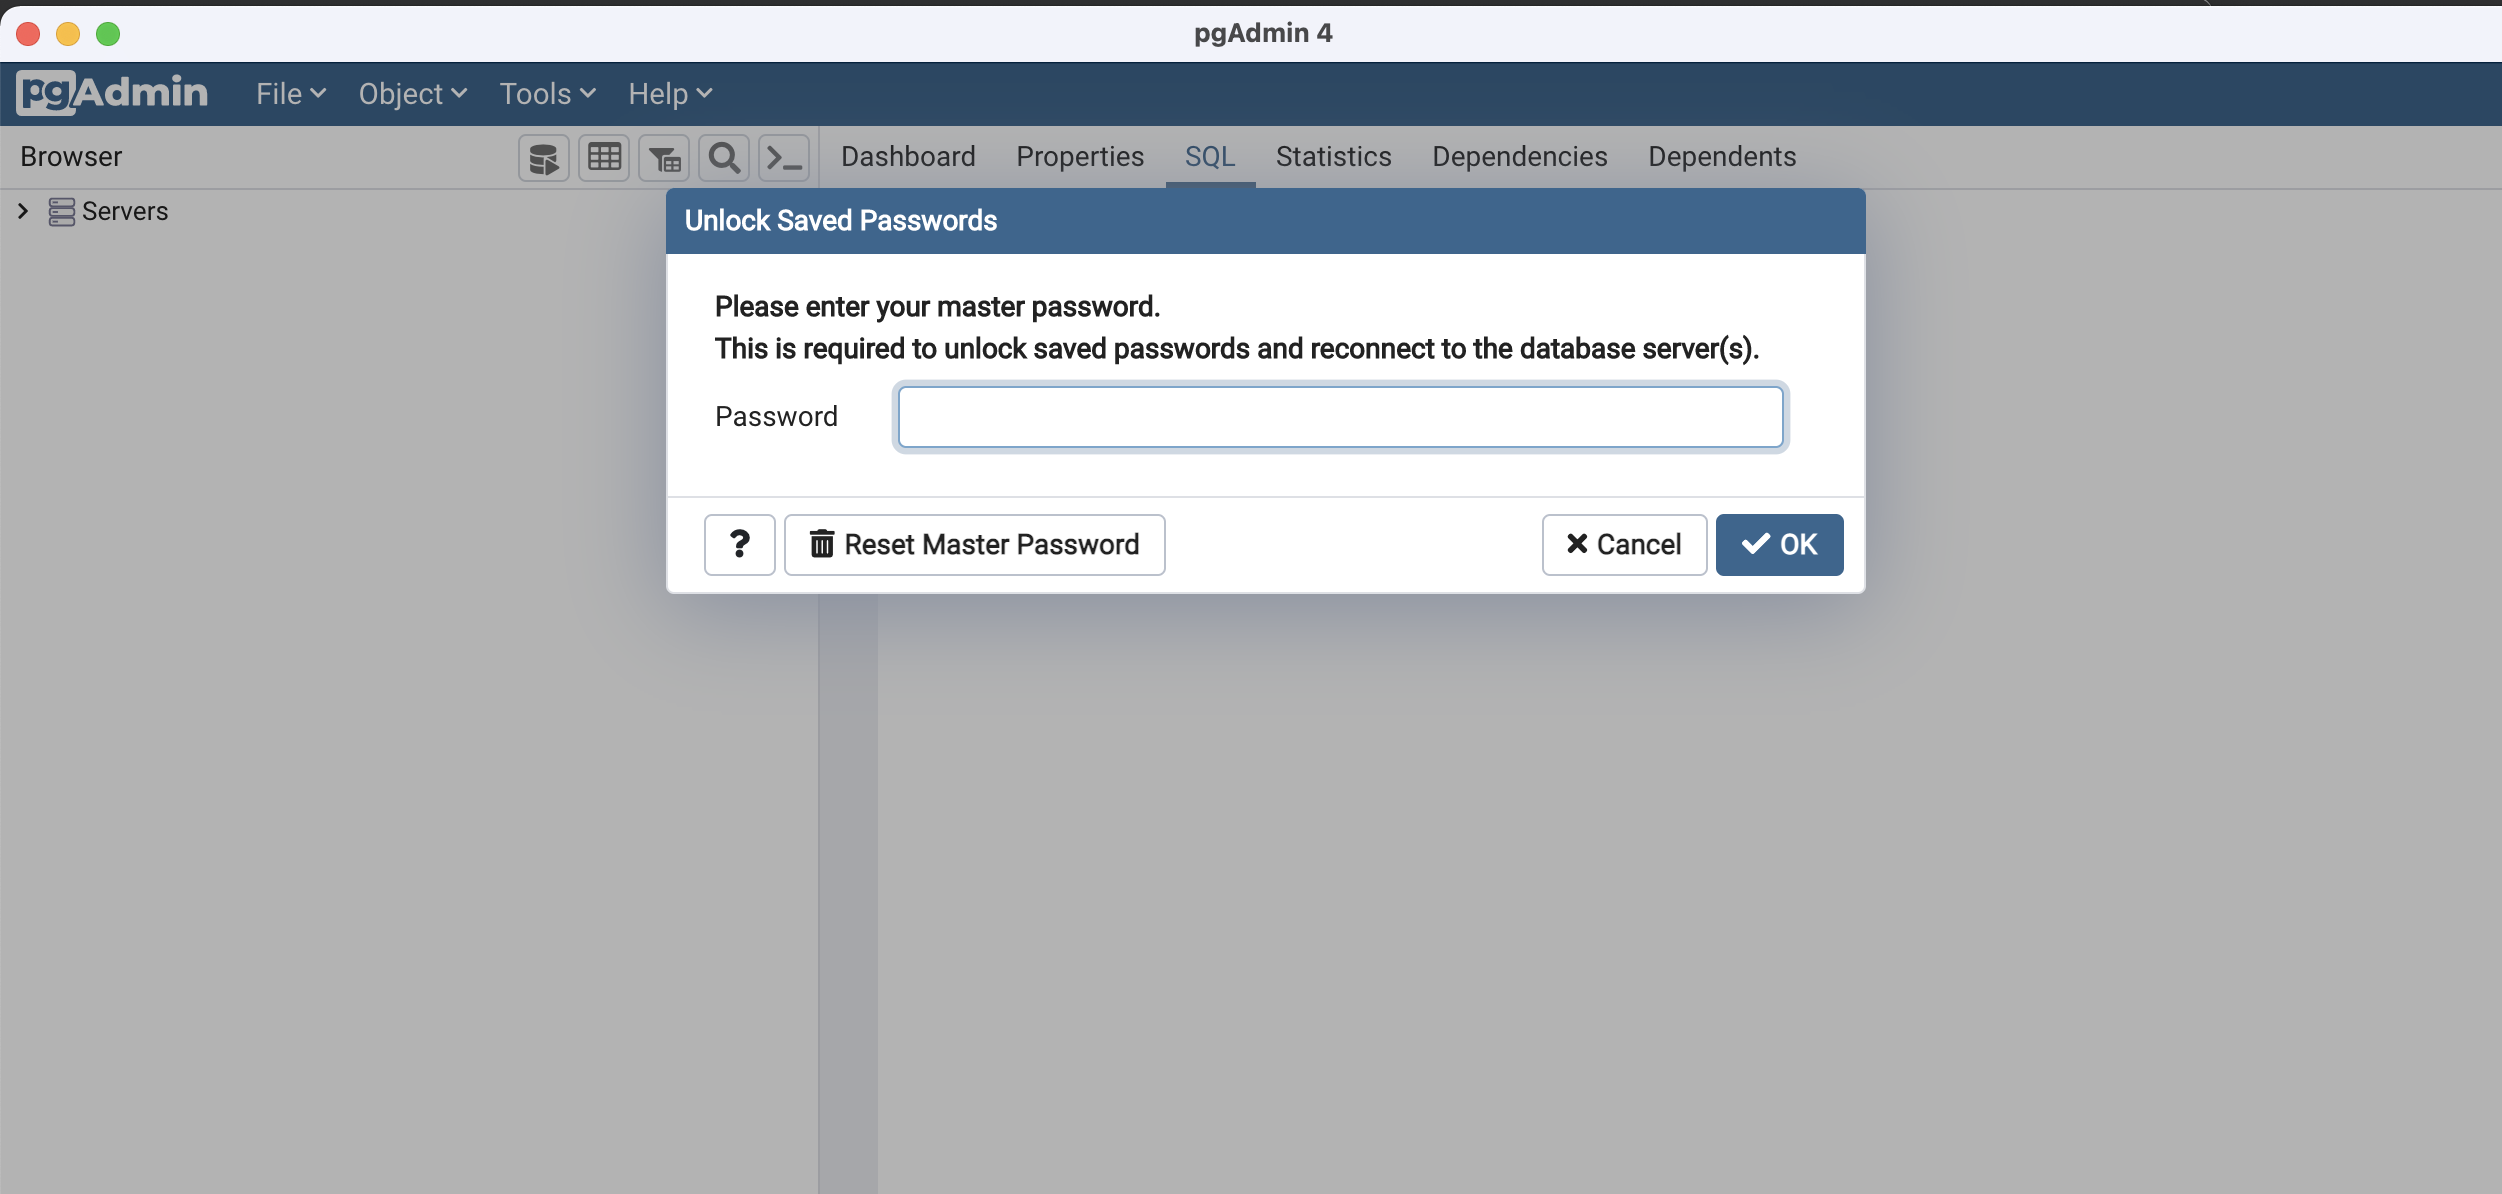 pgAdmin 4
pgAdmin File Object Tools Help
Browser Dashboard Properties SQL Statistics Dependencies Dependents
Servers
Unlock Saved Passwords
Please enter your master password.
This is required to unlock saved passwords and reconnect to the database server(s).
Password
? Reset Master Password Cancel OK